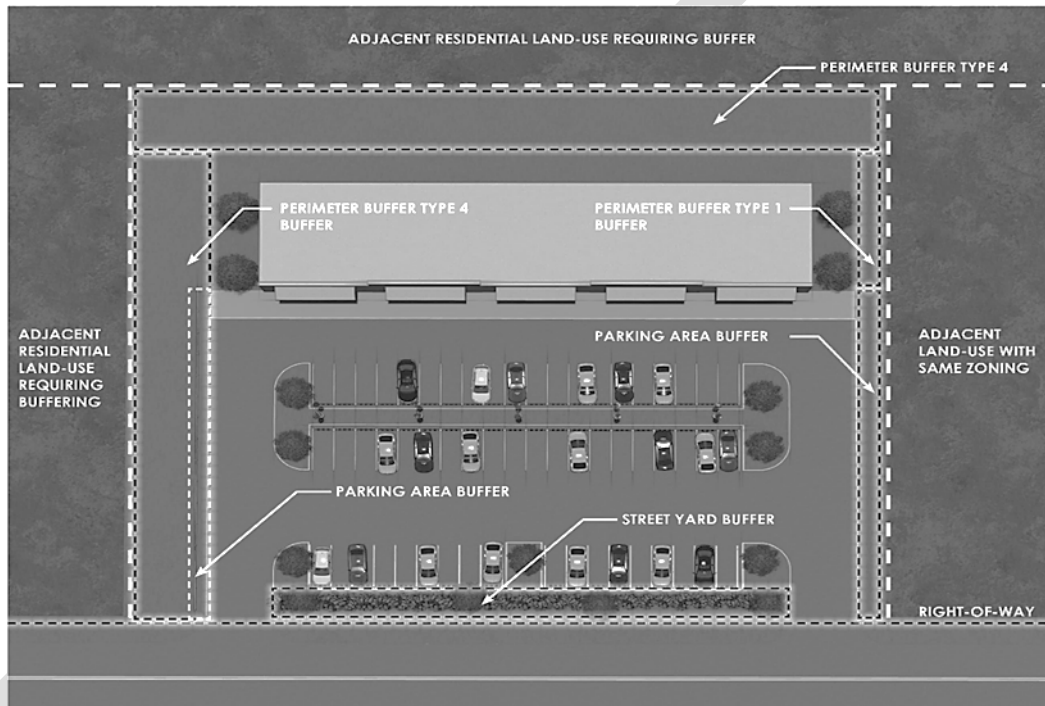 ADJACENT RESIDENTIAL LAND-USE REQUIRING BUFFER
PERIMETER BUFFER TYPE 4
PERIMETER BUFFER TYPE 4
BUFFER
PERIMETER BUFFER TYPE 1
BUFFER
ADJACENT
RESIDENTIAL
LAND-USE
REQUIRING
BUFFERING
PARKING AREA BUFFER
ADJACENT
LAND-USE WITH
SAME ZONING
PARKING AREA BUFFER
STREET YARD BUFFER
RIGHT-OF-WAY